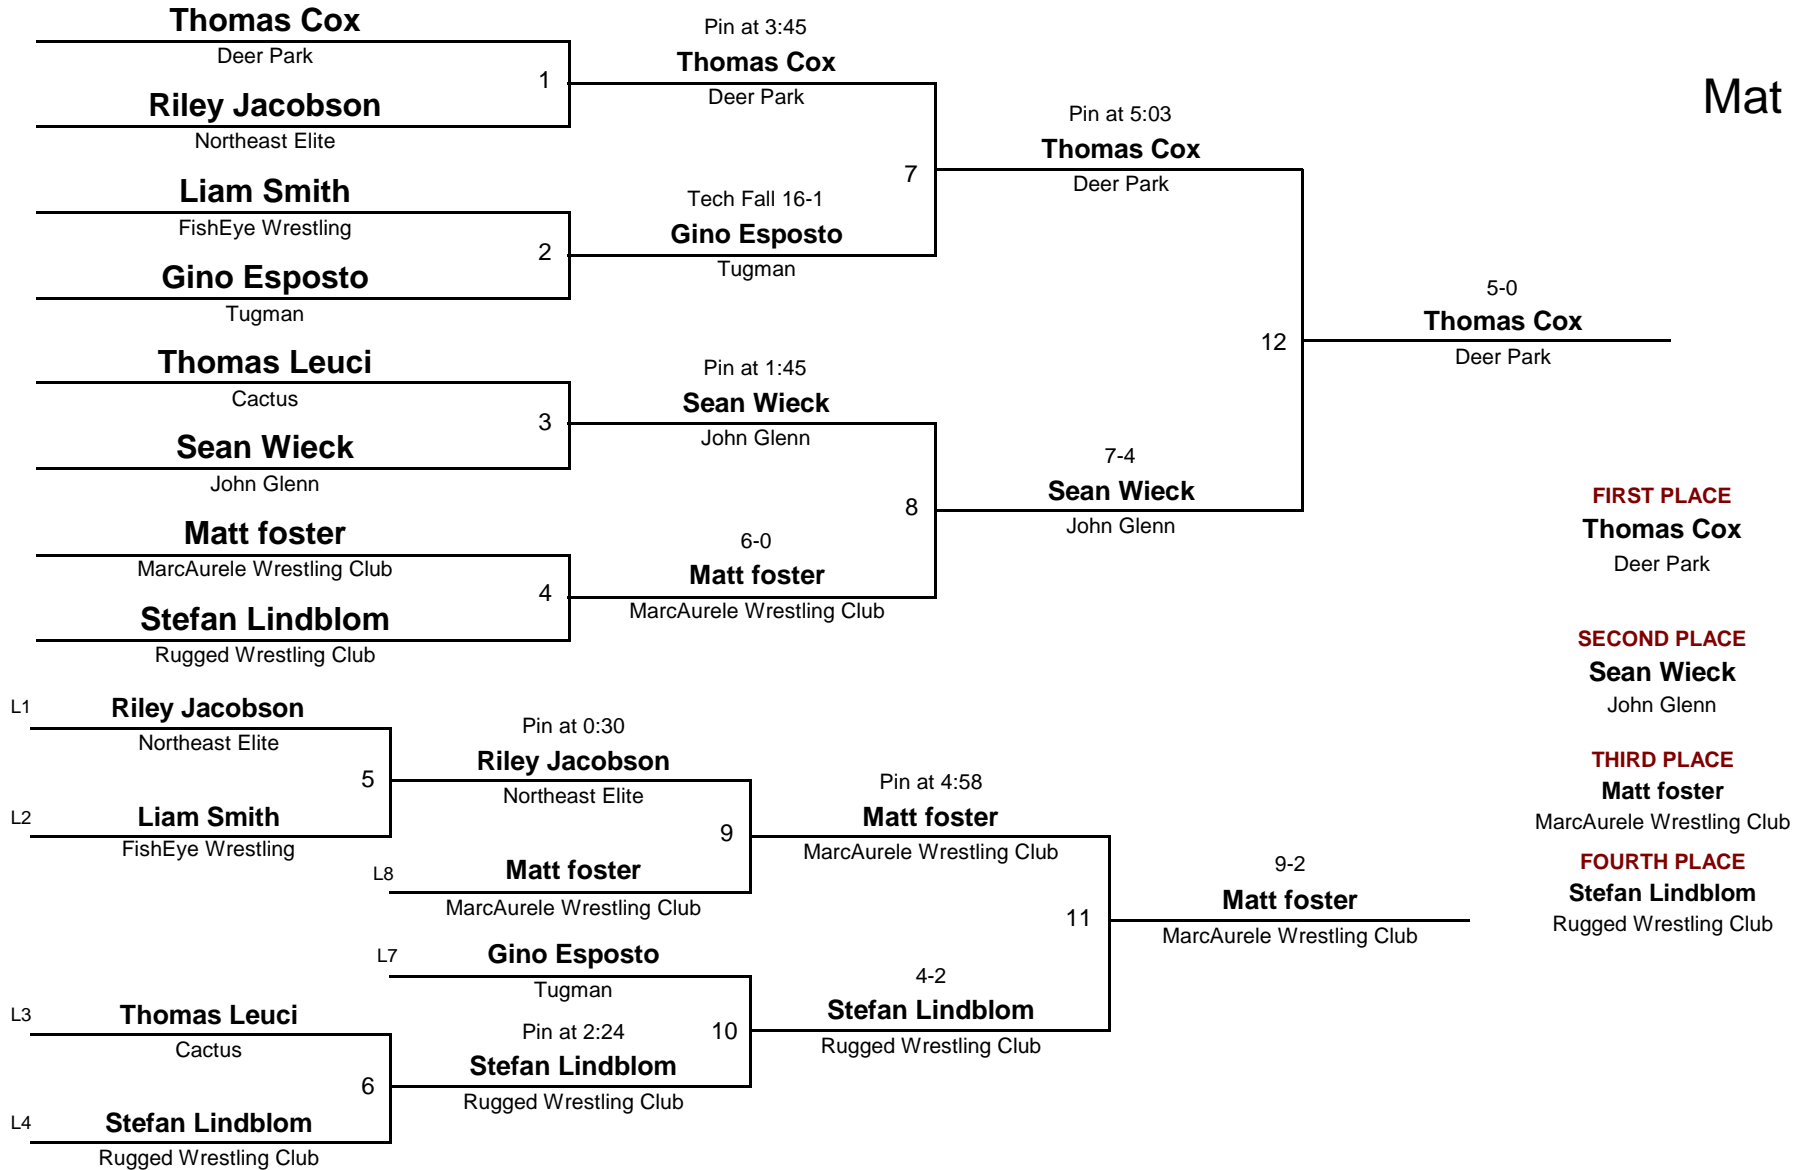 Thomas Cox
Deer Park
1
Riley Jacobson
Northeast Elite
Liam Smith
FishEye Wrestling
2
Gino Esposto
Tugman
Thomas Leuci
Cactus
3
Sean Wieck
John Glenn
Matt foster
MarcAurele Wrestling Club
4
Stefan Lindblom
Rugged Wrestling Club
Pin at 3:45
Thomas Cox
Deer Park
7
Tech Fall 16-1
Gino Esposto
Tugman
Pin at 1:45
Sean Wieck
John Glenn
8
6-0
Matt foster
MarcAurele Wrestling Club
Pin at 5:03
Thomas Cox
Deer Park
12
7-4
Sean Wieck
John Glenn
5-0
Thomas Cox
Deer Park
Mat
FIRST PLACE
Thomas Cox
Deer Park
SECOND PLACE
Sean Wieck
John Glenn
THIRD PLACE
Matt foster
MarcAurele Wrestling Club
FOURTH PLACE
Stefan Lindblom
Rugged Wrestling Club
L1
Riley Jacobson
Northeast Elite
5
L2
Liam Smith
FishEye Wrestling
Pin at 0:30
Riley Jacobson
Northeast Elite
9
L8
Matt foster
MarcAurele Wrestling Club
L7
Gino Esposto
Tugman
10
L3
Thomas Leuci
Cactus
6
L4
Stefan Lindblom
Rugged Wrestling Club
Pin at 2:24
Stefan Lindblom
Rugged Wrestling Club
Pin at 4:58
Matt foster
MarcAurele Wrestling Club
11
4-2
Stefan Lindblom
Rugged Wrestling Club
9-2
Matt foster
MarcAurele Wrestling Club